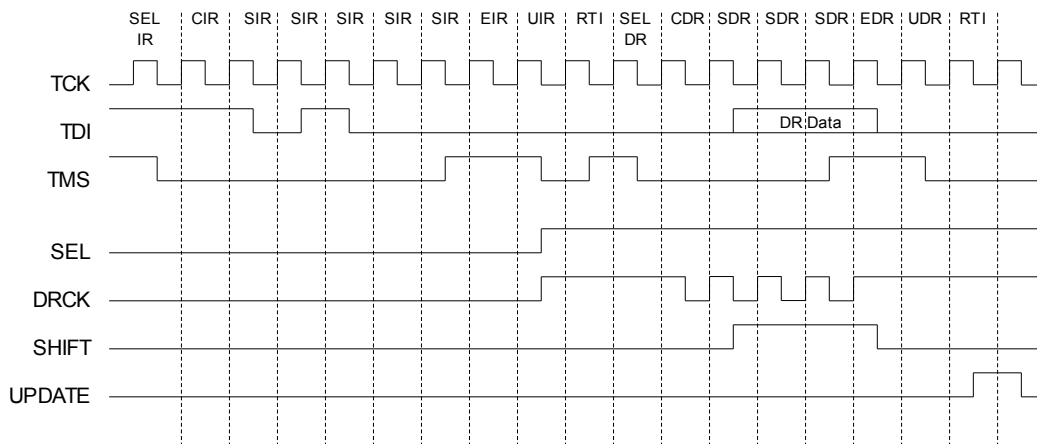 SEL IR CIR SIR SIR SIR SIR SIR EIR UIR RTI SEL DR CDR SDR SDR SDR EDR UDR RTI
TCK
TDI
DR Data
TMS
SEL
DRCK
SHIFT
UPDATE